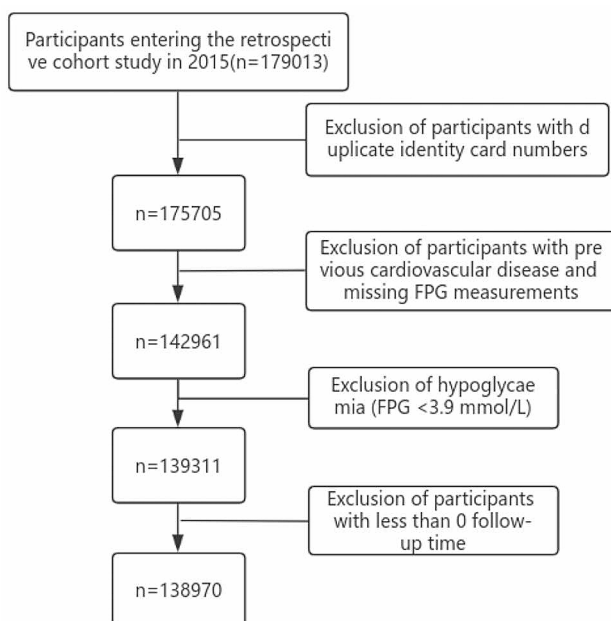 Participants entering the retrospecti
ve cohort study in 2015(n=179013)
Exclusion of participants with d
uplicate identity card numbers
n=175705
Exclusion of participants with pre
vious cardiovascular disease and
missing FPG measurements
n=142961
Exclusion of hypoglycae
mia (FPG <3.9 mmol/L)
n=139311
Exclusion of participants
with less than 0 follow-
up time
n=138970